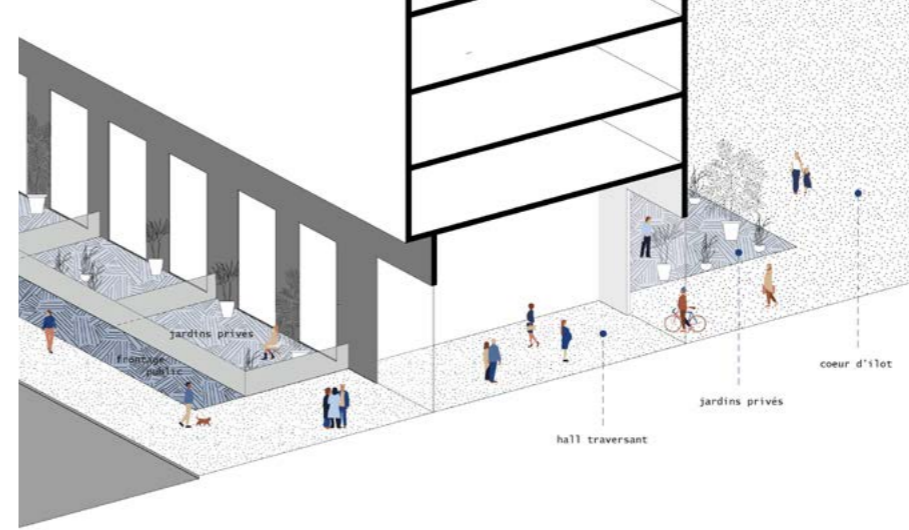 jardins privés
frontage
public
coeur d'ilot
jardins privés
hall traversant